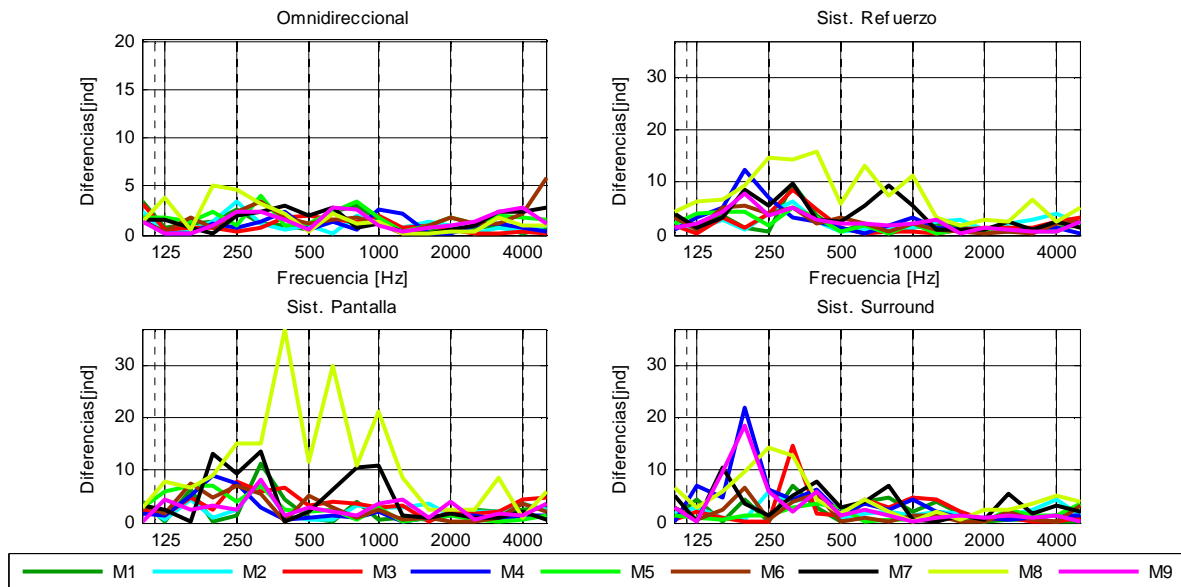 Omnidireccional
Sist. Refuerzo
20
15
10
5
0
Diferencias[jnd]
125 250 500 1000 2000 4000
Frecuencia [Hz]
30
20
10
0
Diferencias[jnd]
125 250 500 1000 2000 4000
Frecuencia [Hz]
Sist. Pantalla
Sist. Surround
30
20
10
0
Diferencias[jnd]
125 250 500 1000 2000 4000
30
20
10
0
Diferencias[jnd]
125 250 500 1000 2000 4000
M1 M2 M3 M4 M5 M6 M7 M8 M9